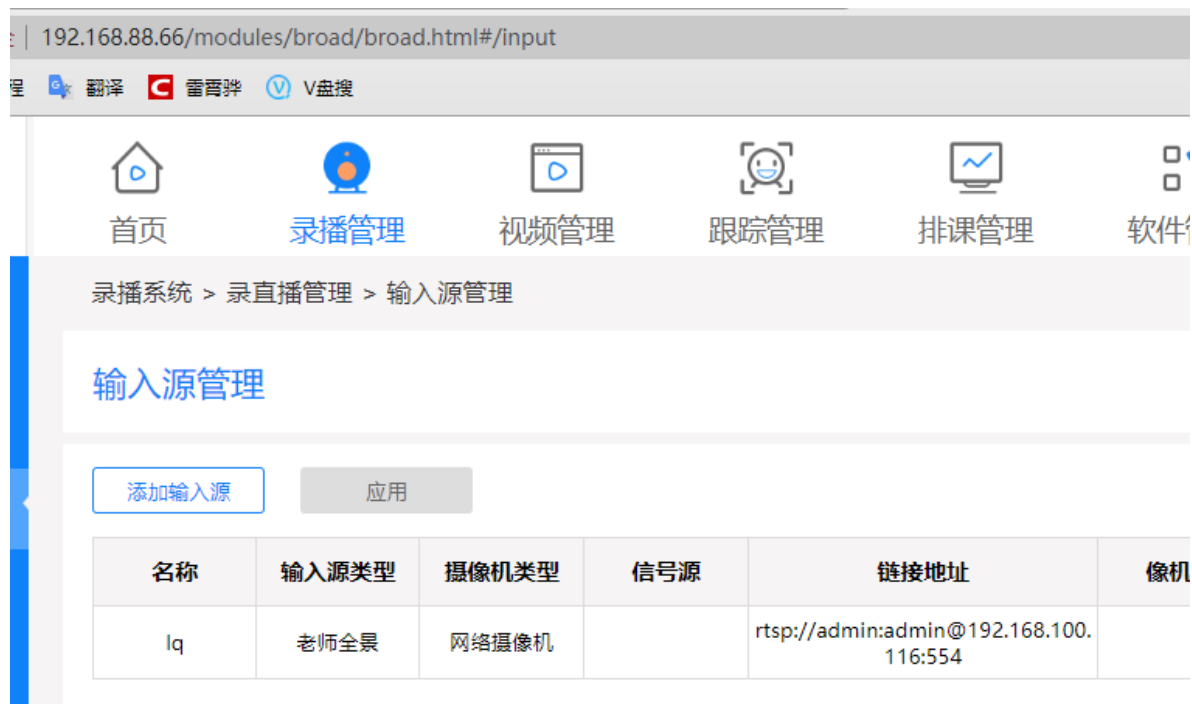 192.168.88.66/modules/broad/broad.html#/input
程 翻译 C 雷霄骅 V盘搜
首页 录播管理 视频管理 跟踪管理 排课管理 软件
录播系统 > 录直播管理 > 输入源管理
输入源管理
添加输入源 应用
名称 输入源类型 摄像机类型 信号源 链接地址 像机
lq 老师全景 网络摄像机 rtsp://admin:admin@192.168.100.
116:554